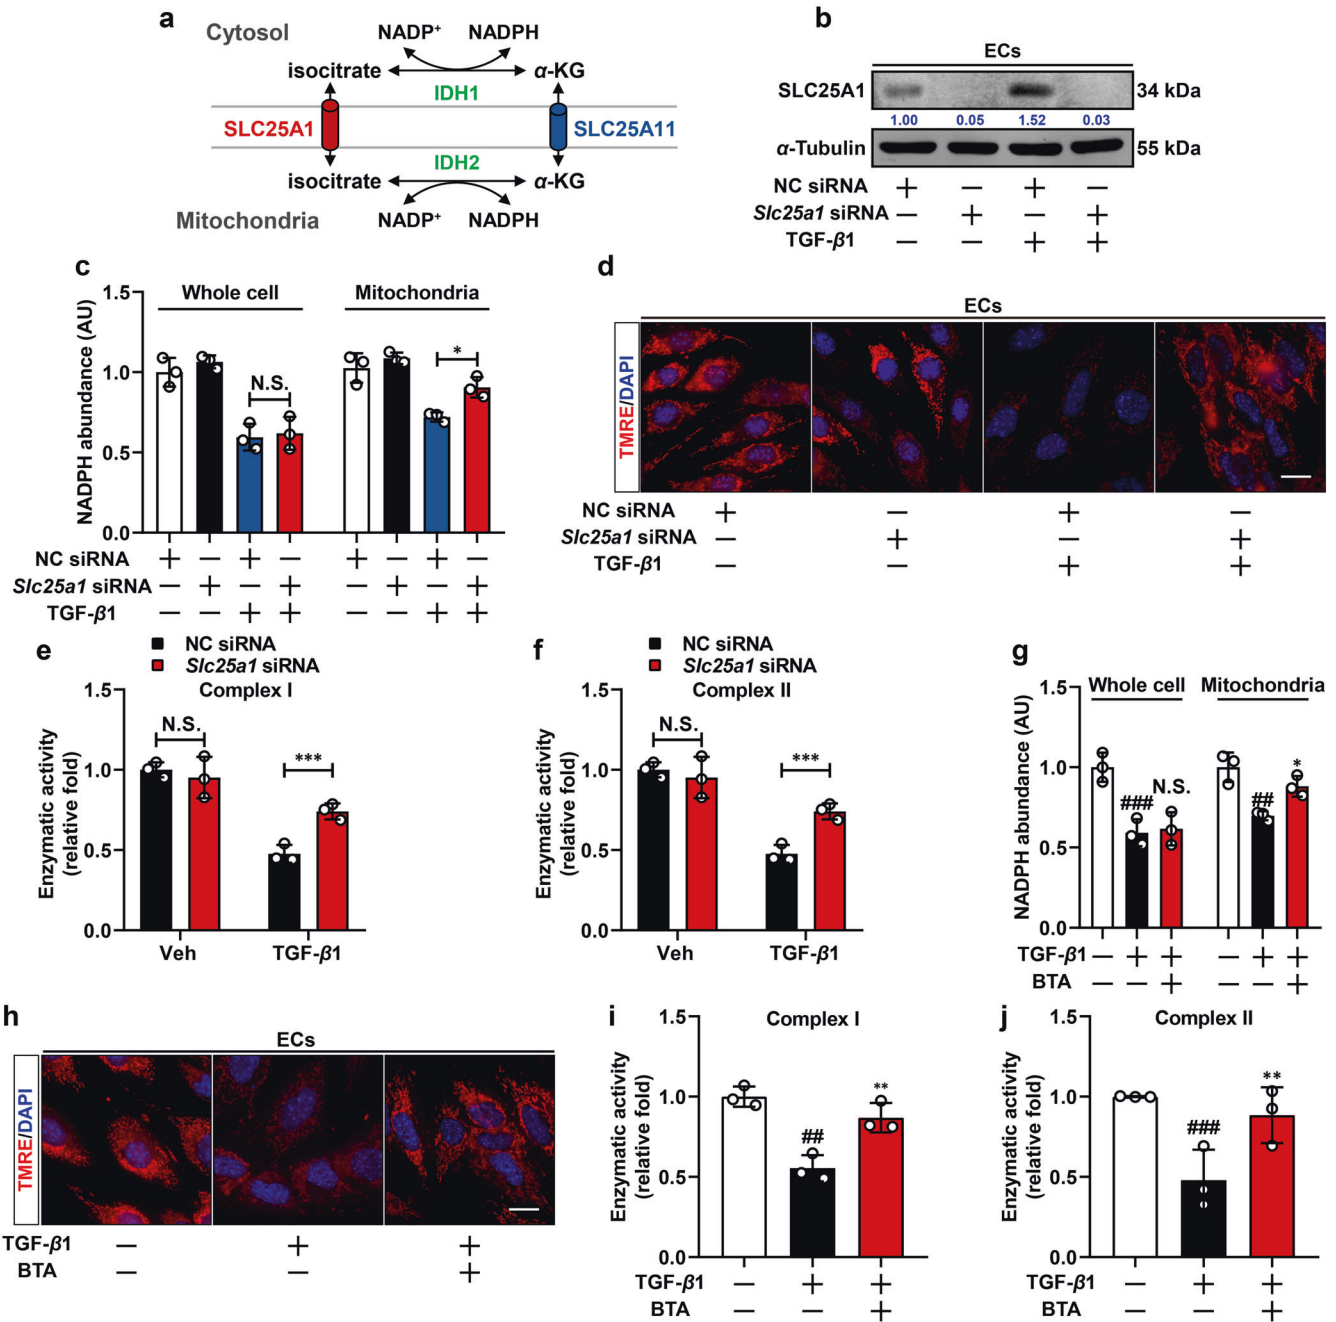 a
Cytosol
NADP+ NADPH
isocitrate α-KG
IDH1
SLC25A1 SLC25A11
IDH2
isocitrate α-KG
Mitochondria
NADP+ NADPH
b
ECs
SLC25A1 34 kDa
1.00 0.05 1.52 0.03
α-Tubulin 55 kDa
NC siRNA + — + —
Slc25a1 siRNA — + — +
TGF-β1 — — + +
c
NADPH abundance (AU)
Whole cell Mitochondria
1.5
1.0
0.5
0.0
N.S. *
NC siRNA + — + — + — + —
Slc25a1 siRNA — + — + — + — +
TGF-β1 — — + + — — + +
d
ECs
TMRE/DAPI
NC siRNA + — + —
Slc25a1 siRNA — + — +
TGF-β1 — — + +
e
NC siRNA
Slc25a1 siRNA
Complex I
Enzymatic activity
(relative fold)
1.5
1.0
0.5
0.0
N.S. ***
Veh TGF-β1
f
NC siRNA
Slc25a1 siRNA
Complex II
Enzymatic activity
(relative fold)
1.5
1.0
0.5
0.0
N.S. ***
Veh TGF-β1
g
NADPH abundance (AU)
Whole cell Mitochondria
1.5
1.0
0.5
0.0
### N.S. ## *
TGF-β1 — + + — + +
BTA — — + — — +
h
ECs
TMRE/DAPI
TGF-β1 — + +
BTA — — +
i
Complex I
Enzymatic activity
(relative fold)
1.5
1.0
0.5
0.0
## **
TGF-β1 — + +
BTA — — +
j
Complex II
Enzymatic activity
(relative fold)
1.5
1.0
0.5
0.0
### **
TGF-β1 — + +
BTA — — +